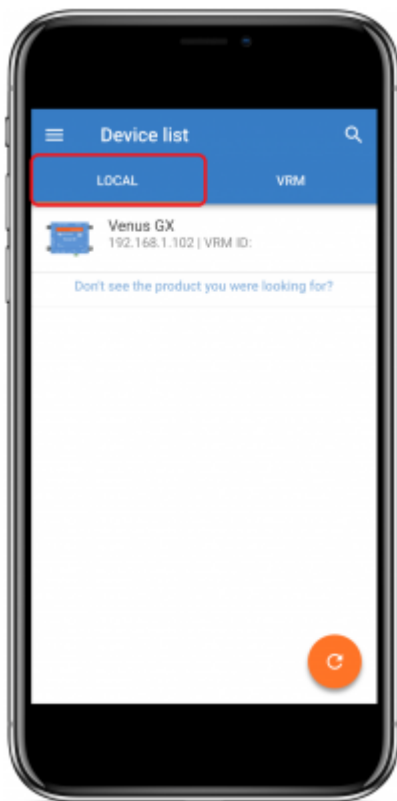 Device list
LOCAL
VRM
Venus GX
192.168.1.102 | VRM ID:
Don't see the product you were looking for?